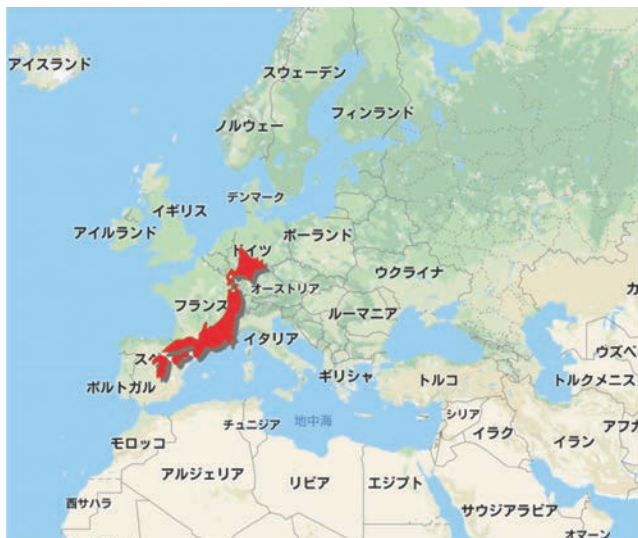 アイスランド
スウェーデン
フィンランド
ノルウェー
デンマーク
イギリス
アイルランド
ポーランド
ドイツ
ウクライナ
オーストリア
フランス
ルーマニア
イタリア
スペ
ポルトガル
ギリシャ
トルコ
トルクメニス
ウズベ
カ
地中海
チュニジア
シリア
モロッコ
イラク
イラン
アフガ
アルジェリア
リビア
エジプト
西サハラ
サウジアラビア
オマーン